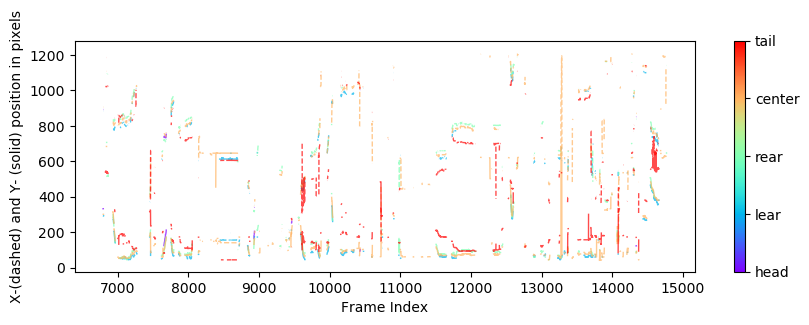 X-(dashed) and Y- (solid) position in pixels
1200
1000
800
600
400
200
0
7000 8000 9000 10000 11000 12000 13000 14000 15000
Frame Index
tail
center
rear
lear
head